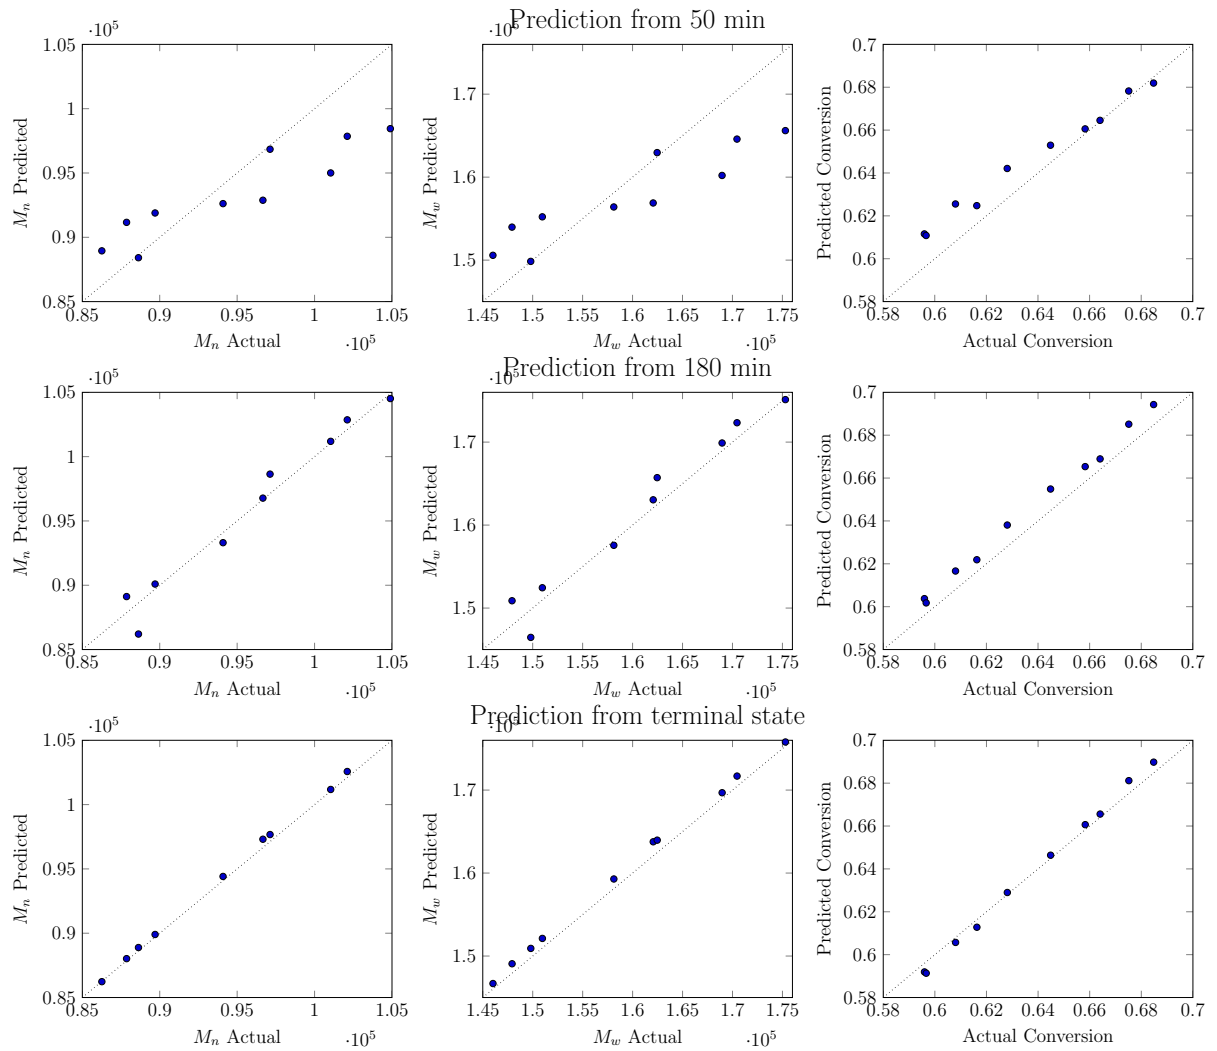 Prediction from 50 min
·10⁵
1.05
1
0.95
0.9
0.85
Mₙ Predicted
0.85 0.9 0.95 1 1.05
Mₙ Actual
·10⁵
·10⁵
1.7
1.6
1.5
M_w Predicted
1.45 1.5 1.55 1.6 1.65 1.7 1.75
M_w Actual
·10⁵
0.7
0.68
0.66
0.64
0.62
0.6
0.58
Predicted Conversion
0.58 0.6 0.62 0.64 0.66 0.68 0.7
Actual Conversion
Prediction from 180 min
·10⁵
1.05
1
0.95
0.9
0.85
Mₙ Predicted
0.85 0.9 0.95 1 1.05
Mₙ Actual
·10⁵
·10⁵
1.7
1.6
1.5
M_w Predicted
1.45 1.5 1.55 1.6 1.65 1.7 1.75
M_w Actual
·10⁵
0.7
0.68
0.66
0.64
0.62
0.6
0.58
Predicted Conversion
0.58 0.6 0.62 0.64 0.66 0.68 0.7
Actual Conversion
Prediction from terminal state
·10⁵
1.05
1
0.95
0.9
0.85
Mₙ Predicted
0.85 0.9 0.95 1 1.05
Mₙ Actual
·10⁵
·10⁵
1.7
1.6
1.5
M_w Predicted
1.45 1.5 1.55 1.6 1.65 1.7 1.75
M_w Actual
·10⁵
0.7
0.68
0.66
0.64
0.62
0.6
0.58
Predicted Conversion
0.58 0.6 0.62 0.64 0.66 0.68 0.7
Actual Conversion